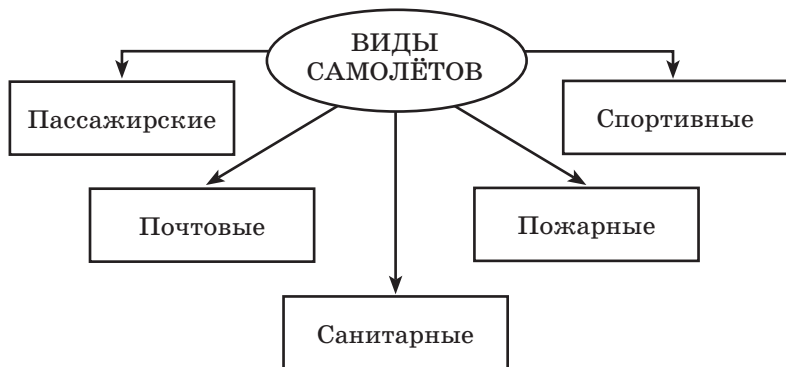 ВИДЫ
САМОЛЁТОВ
Пассажирские
Спортивные
Почтовые
Пожарные
Санитарные